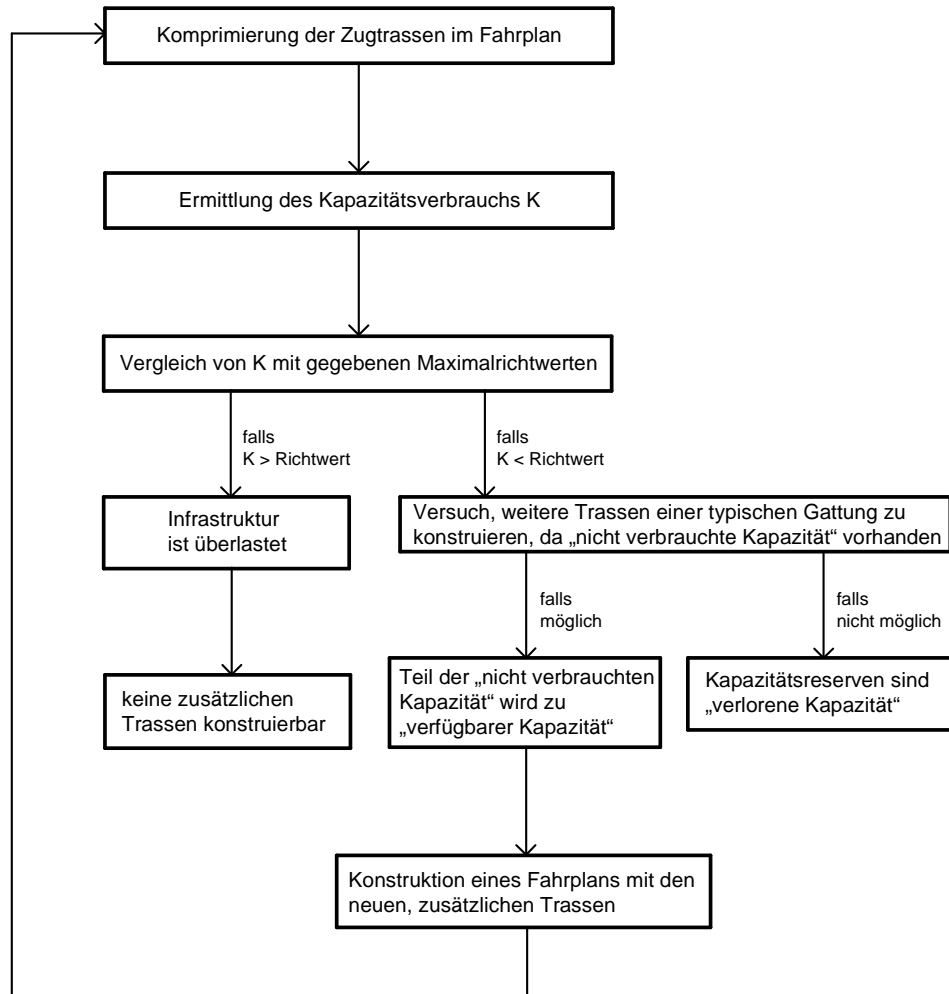 Komprimierung der Zugtrassen im Fahrplan
Ermittlung des Kapazitätsverbrauchs K
Vergleich von K mit gegebenen Maximalrichtwerten
falls
K > Richtwert
falls
K < Richtwert
Infrastruktur
ist überlastet
Versuch, weitere Trassen einer typischen Gattung zu
konstruieren, da „nicht verbrauchte Kapazität“ vorhanden
falls
möglich
falls
nicht möglich
keine zusätzlichen
Trassen konstruierbar
Teil der „nicht verbrauchten
Kapazität“ wird zu
„verfügbarer Kapazität“
Kapazitätsreserven sind
„verlorene Kapazität“
Konstruktion eines Fahrplans mit den
neuen, zusätzlichen Trassen